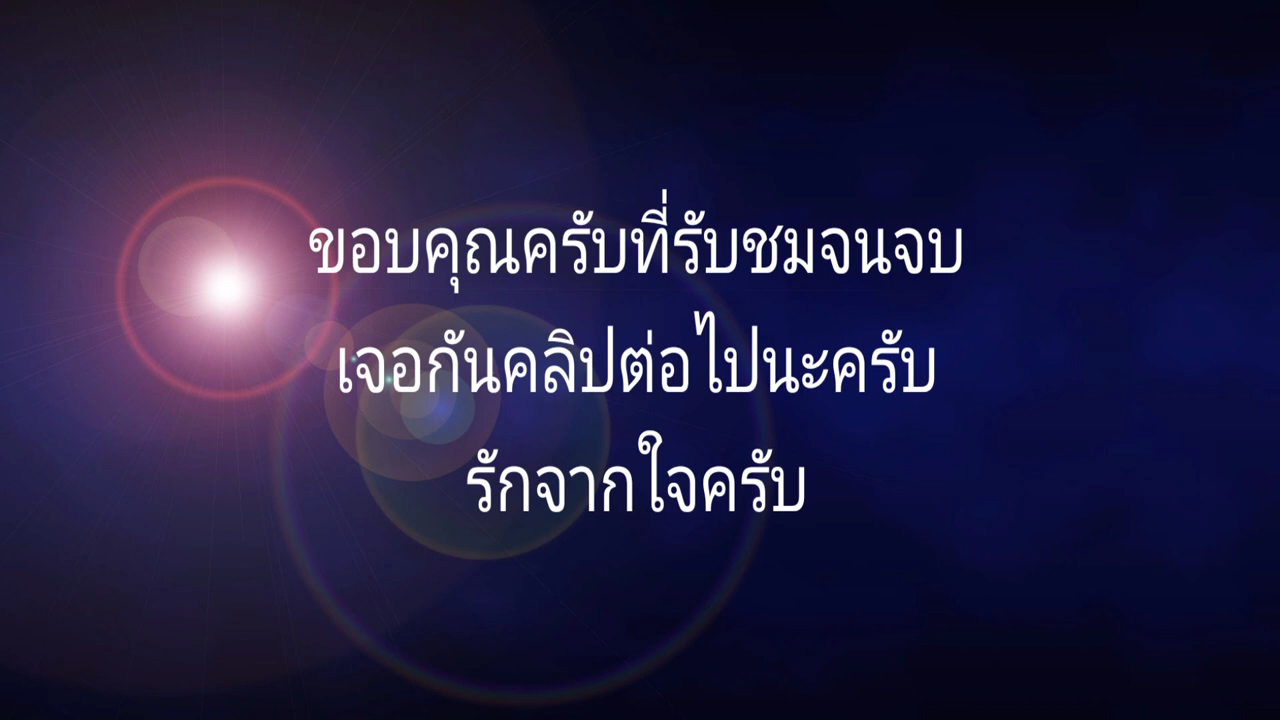 ขอบคุณครับที่รับชมจนจบ
เจอกันคลิปต่อไปนะครับ
รักจากใจครับ